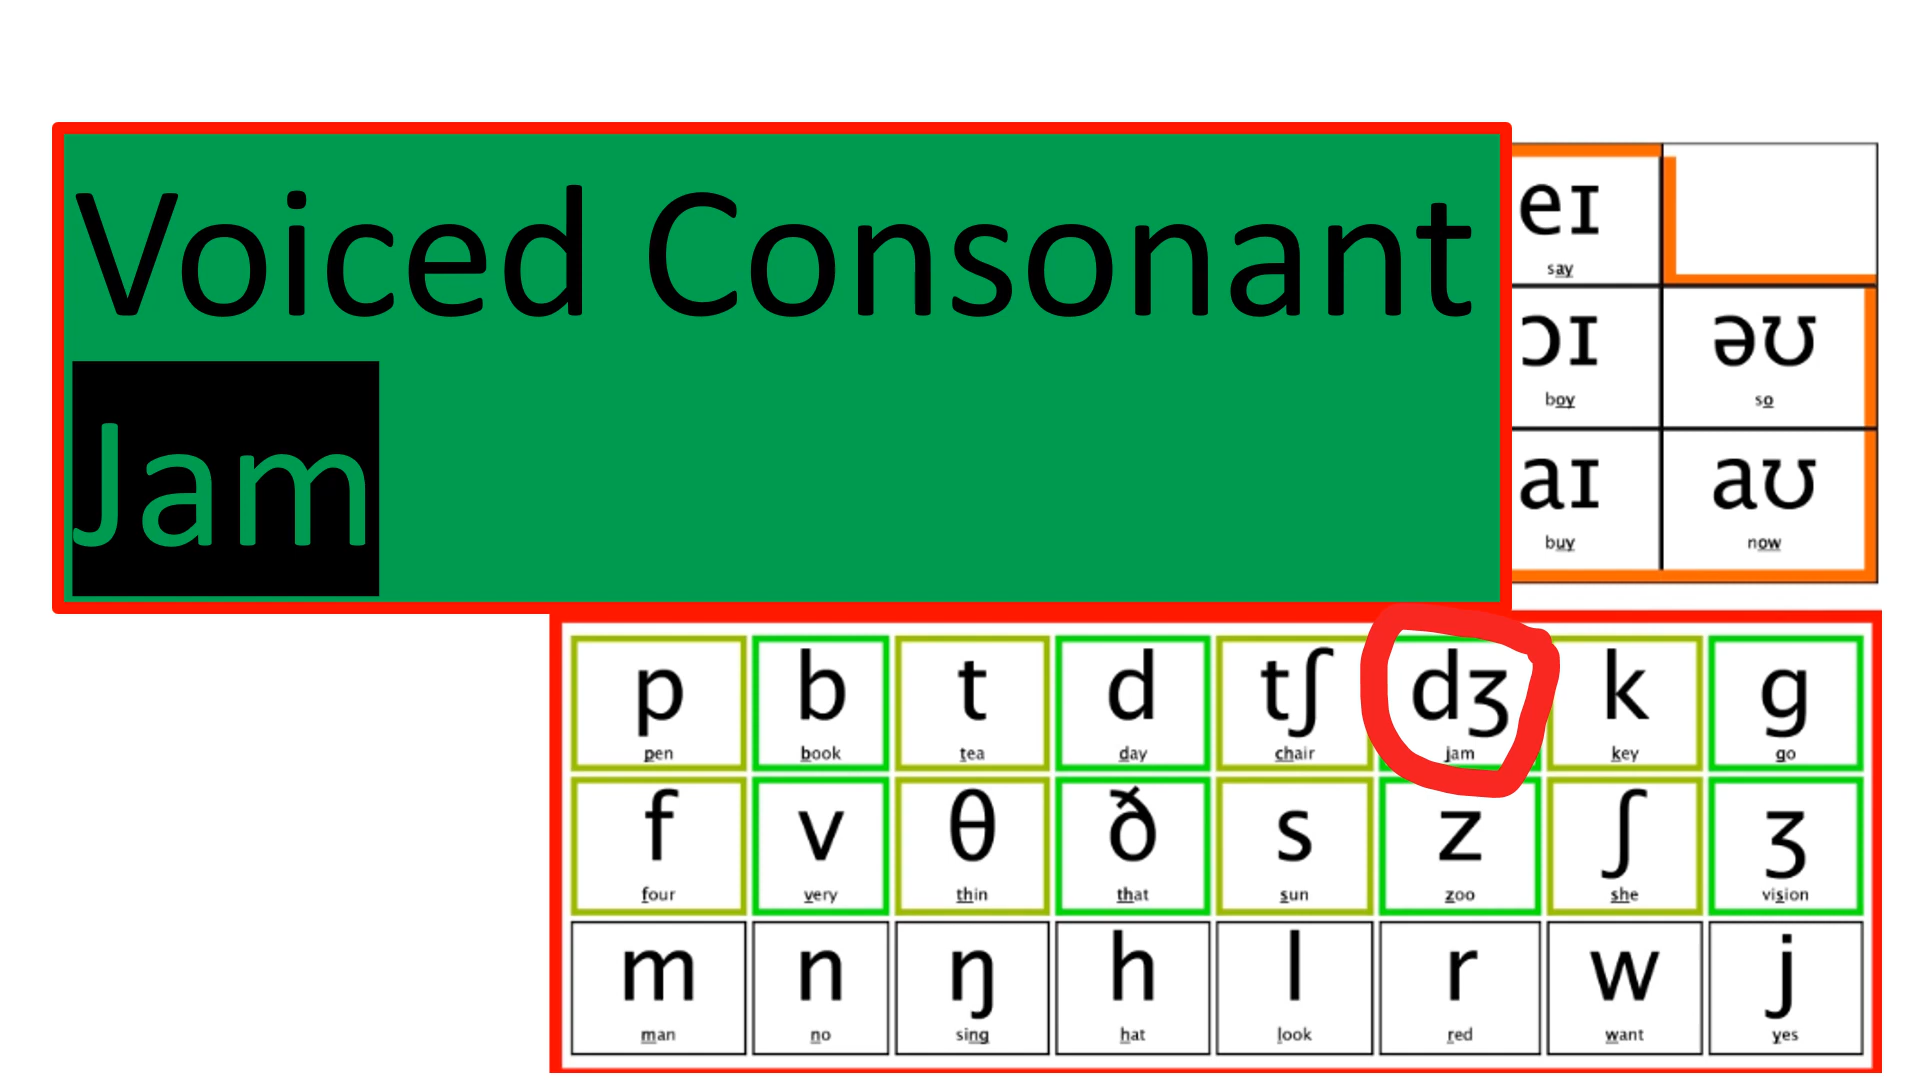 Voiced Consonant
Jam
eɪ
say
ɔɪ əʊ
boy so
aɪ aʊ
buy now
p b t d tʃ dʒ k g
pen book tea day chair jam key go
f v θ ð s z ʃ ʒ
four very thin that sun zoo she vision
m n ŋ h l r w j
man no sing hat look red want yes